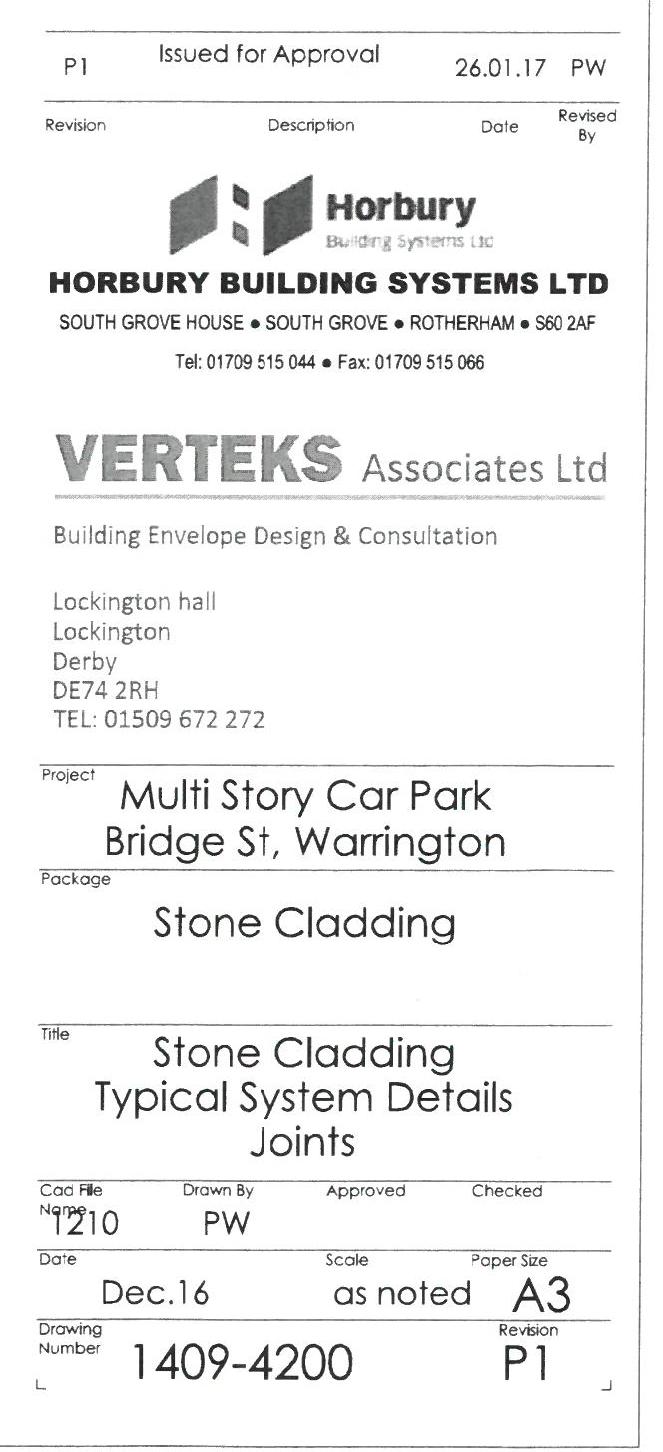 P1 Issued for Approval 26.01.17 PW
Revision Description Date Revised By
Horbury
Building Systems Ltd
HORBURY BUILDING SYSTEMS LTD
SOUTH GROVE HOUSE • SOUTH GROVE • ROTHERHAM • S60 2AF
Tel: 01709 515 044 • Fax: 01709 515 066
VERTEKS Associates Ltd
Building Envelope Design & Consultation
Lockington hall
Lockington
Derby
DE74 2RH
TEL: 01509 672 272
Project
Multi Story Car Park
Bridge St, Warrington
Package
Stone Cladding
Title
Stone Cladding
Typical System Details
Joints
Cad File Name Drawn By Approved Checked
1210 PW
Date Scale Paper Size
Dec.16 as noted A3
Drawing Number Revision
1409-4200 P1